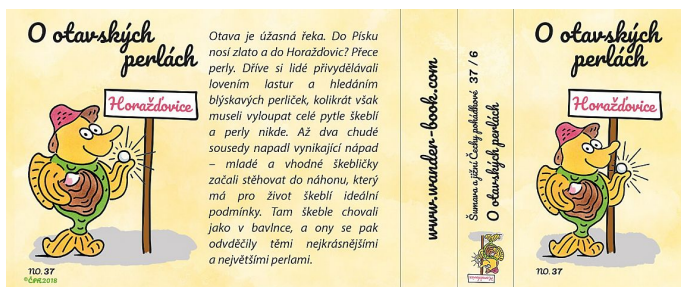 O otavských
perlách
Horažďovice
NO. 37
©ČPR 2018
Otava je úžasná řeka. Do Písku
nosí zlato a do Horažďovic? Přece
perly. Dříve si lidé přivydělávali
lovením lastur a hledáním
blýskavých perliček, kolikrát však
museli vyloupat celé pytle škeblí
a perly nikde. Až dva chudé
sousedy napadl vynikající nápad
– mladé a vhodné škebličky
začali stěhovat do náhonu, který
má pro život škeblí ideální
podmínky. Tam škeble chovali
jako v bavlnce, a ony se pak
odvděčily těmi nejkrásnějšími
a největšími perlami.
www.wander-book.com
Šumava a jižní Čechy pohádkové 37 / 6
O otavských perlách
Horažďovice
O otavských
perlách
Horažďovice
NO. 37